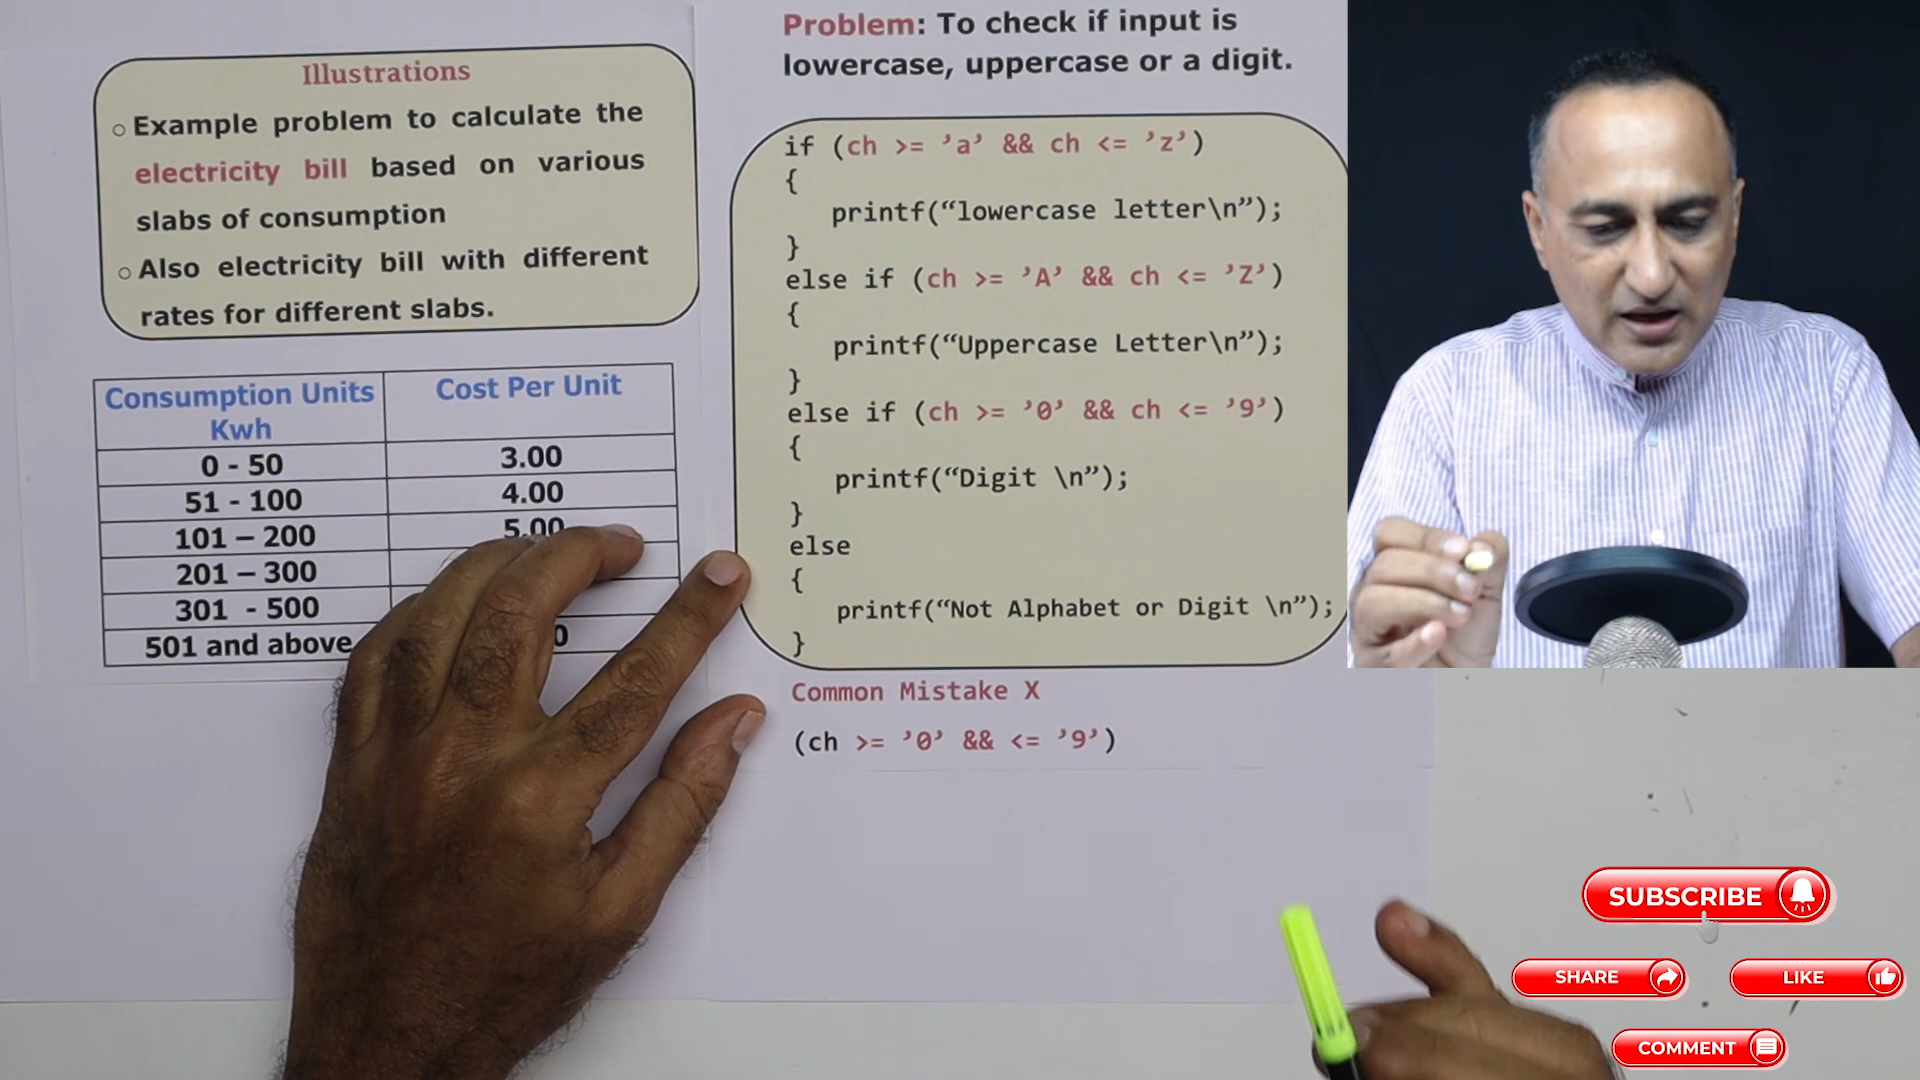 Illustrations
○ Example problem to calculate the
electricity bill based on various
slabs of consumption
○ Also electricity bill with different
rates for different slabs.
Consumption Units Cost Per Unit
Kwh
0 - 50 3.00
51 - 100 4.00
101 – 200 5.00
201 – 300
301 - 500
501 and above
Problem: To check if input is
lowercase, uppercase or a digit.
if (ch >= ’a’ && ch <= ’z’)
{
printf(“lowercase letter\n”);
}
else if (ch >= ’A’ && ch <= ’Z’)
{
printf(“Uppercase Letter\n”);
}
else if (ch >= ’0’ && ch <= ’9’)
{
printf(“Digit \n”);
}
else
{
printf(“Not Alphabet or Digit \n”);
}
Common Mistake X
(ch >= ’0’ && <= ’9’)
SUBSCRIBE
SHARE
LIKE
COMMENT